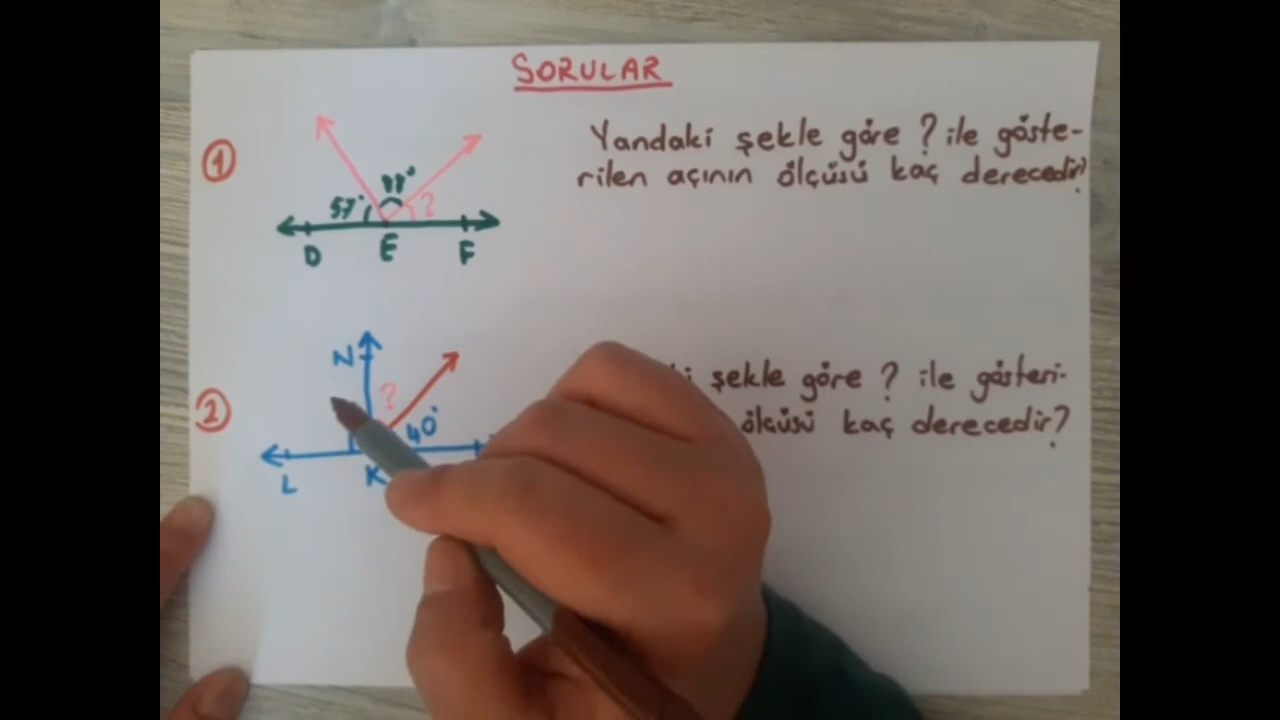 SORULAR
1
Yandaki şekle göre ? ile göste-
rilen açının ölçüsü kaç derecedir?
57° ?
D E F
2
şekle göre ? ile gösteri-
ölçüsü kaç derecedir?
N ?
40°
L K